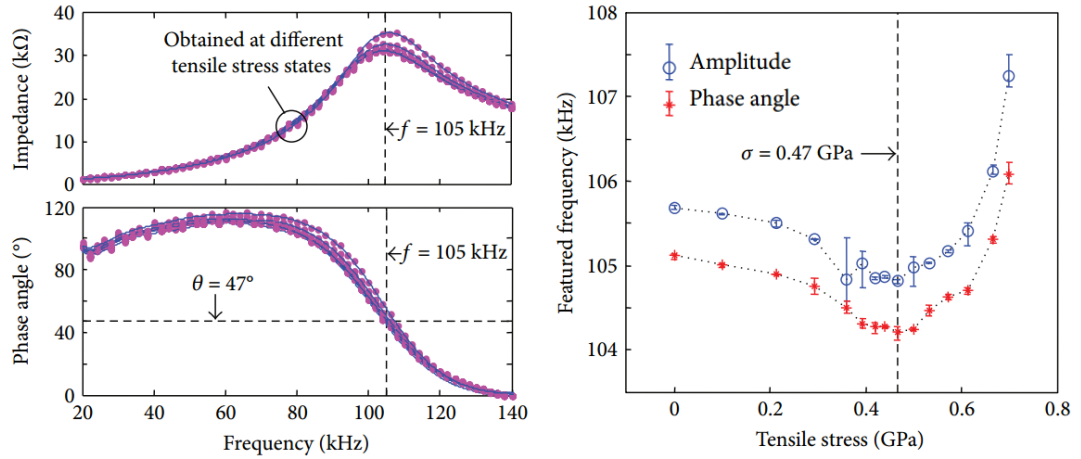 Impedance (kΩ)
40
30
20
10
0
Obtained at different
tensile stress states
f = 105 kHz
Phase angle (°)
120
80
40
0
θ = 47°
f = 105 kHz
20
40
60
80
100
120
140
Frequency (kHz)
Featured frequency (kHz)
108
107
106
105
104
Amplitude
Phase angle
σ = 0.47 GPa
0
0.2
0.4
0.6
0.8
Tensile stress (GPa)